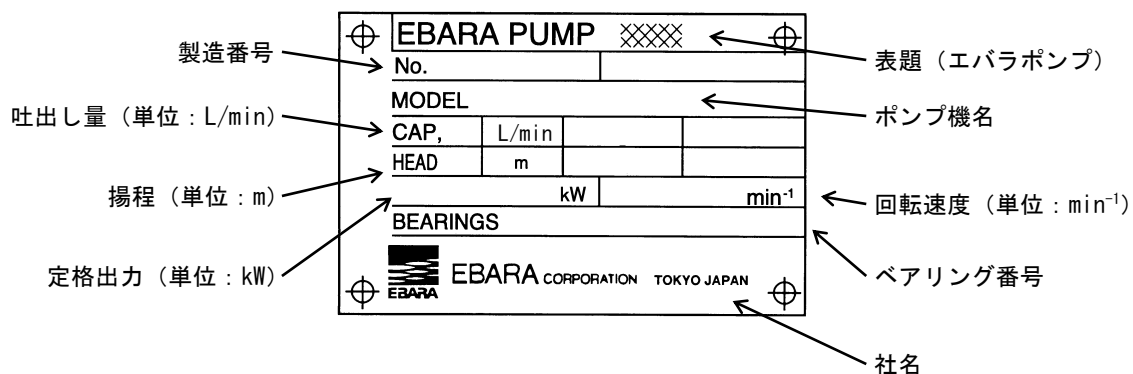 EBARA PUMP XXXXX
No.
MODEL
CAP, L/min
HEAD m
kW min⁻¹
BEARINGS
EBARA EBARA CORPORATION TOKYO JAPAN
製造番号
吐出し量（単位：L/min）
揚程（単位：m）
定格出力（単位：kW）
表題（エバラポンプ）
ポンプ機名
回転速度（単位：min⁻¹）
ベアリング番号
社名